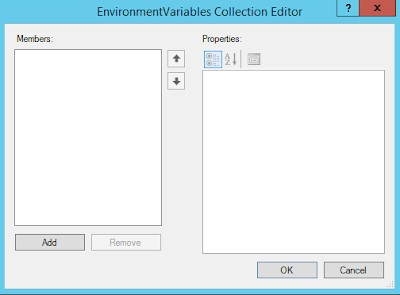 EnvironmentVariables Collection Editor
? x
Members:
Properties:
A
Z
Add
Remove
OK
Cancel